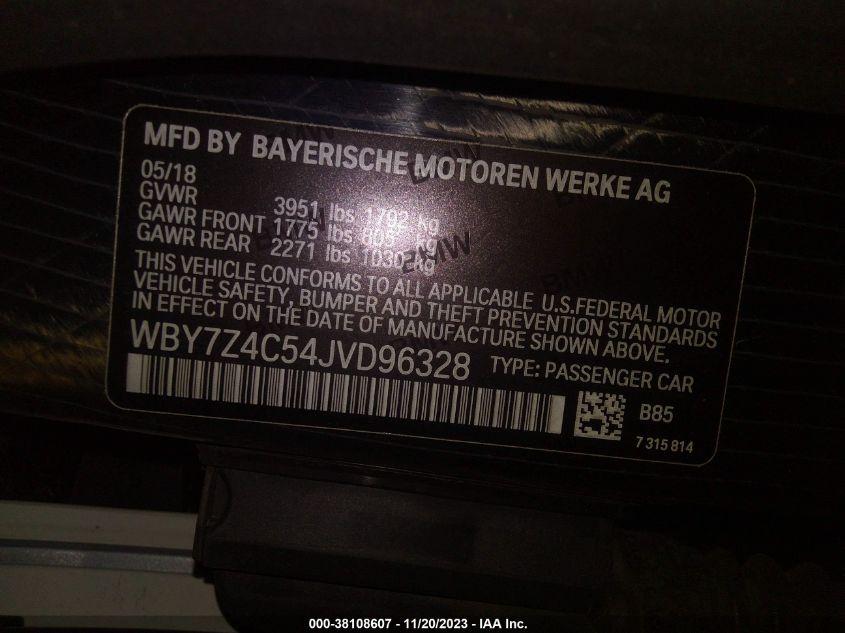 MFD BY BAYERISCHE MOTOREN WERKE AG
05/18
GVWR 3951 lbs 1792 kg
GAWR FRONT 1775 lbs 805 kg
GAWR REAR 2271 lbs 1030 kg
BMW
THIS VEHICLE CONFORMS TO ALL APPLICABLE U.S.FEDERAL MOTOR
VEHICLE SAFETY, BUMPER AND THEFT PREVENTION STANDARDS
IN EFFECT ON THE DATE OF MANUFACTURE SHOWN ABOVE.
WBY7Z4C54JVD96328 TYPE: PASSENGER CAR
B85
7 315 814
000-38108607 - 11/20/2023 - IAA Inc.